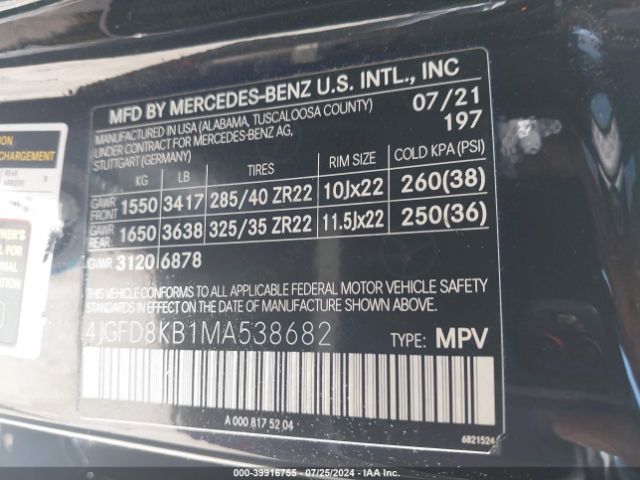 MFD BY MERCEDES-BENZ U.S. INTL., INC
MANUFACTURED IN USA (ALABAMA, TUSCALOOSA COUNTY) 07/21
UNDER CONTRACT FOR MERCEDES-BENZ AG, 197
STUTTGART (GERMANY)
KG LB TIRES RIM SIZE COLD KPA (PSI)
GAWR FRONT 1550 3417 285/40 ZR22 10Jx22 260(38)
GAWR REAR 1650 3638 325/35 ZR22 11.5Jx22 250(36)
GVWR 3120 6878
THIS VEHICLE CONFORMS TO ALL APPLICABLE FEDERAL MOTOR VEHICLE SAFETY
STANDARDS IN EFFECT ON THE DATE OF MANUFACTURE SHOWN ABOVE.
4JGFD8KB1MA538682 TYPE: MPV
A 000 817 52 04
6821524
CHARGEMENT
REAR
ARRIERE 3
000-39916755 - 07/25/2024 - IAA Inc.